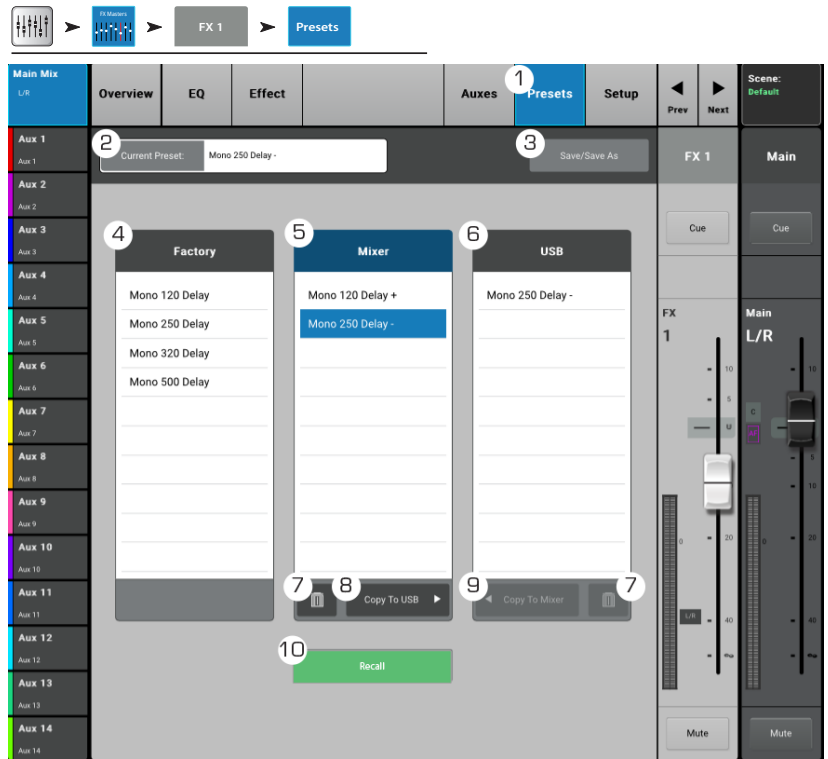 FX Masters
FX 1
Presets
Main Mix
L/R
Overview
EQ
Effect
Auxes
1
Presets
Setup
Prev
Next
Scene:
Default
Aux 1
Aux 1
Aux 2
Aux 2
Aux 3
Aux 3
Aux 4
Aux 4
Aux 5
Aux 5
Aux 6
Aux 6
Aux 7
Aux 7
Aux 8
Aux 8
Aux 9
Aux 9
Aux 10
Aux 10
Aux 11
Aux 11
Aux 12
Aux 12
Aux 13
Aux 13
Aux 14
Aux 14
2
Current Preset:
Mono 250 Delay -
3
Save/Save As
4
Factory
Mono 120 Delay
Mono 250 Delay
Mono 320 Delay
Mono 500 Delay
5
Mixer
Mono 120 Delay +
Mono 250 Delay -
7
8
Copy To USB
6
USB
Mono 250 Delay -
9
Copy To Mixer
7
10
Recall
FX 1
Cue
FX
1
10
5
U
0
20
L/R
40
∞
Mute
Main
Cue
Main
L/R
10
C
5
10
0
20
40
∞
Mute